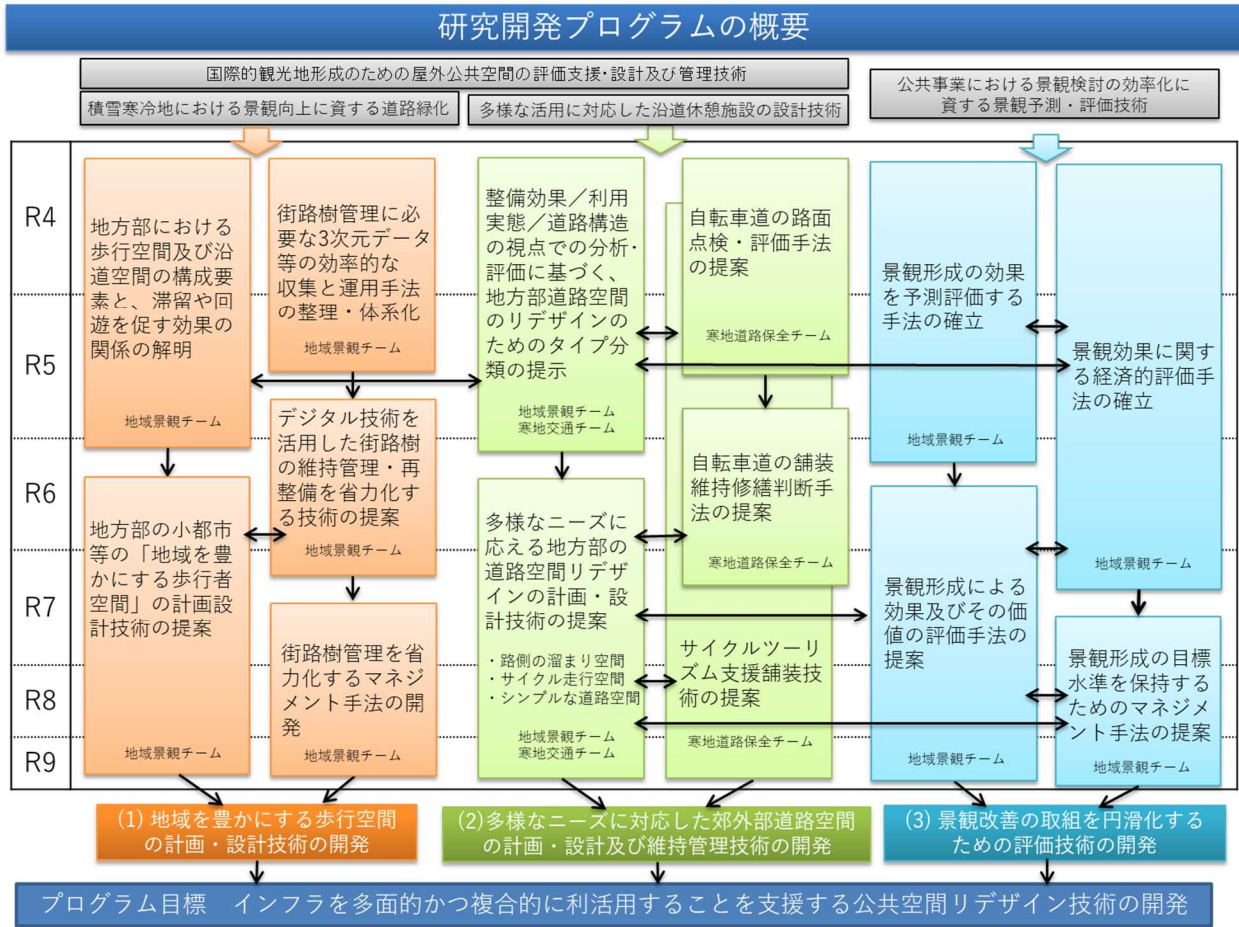 研究開発プログラムの概要
国際的観光地形成のための屋外公共空間の評価支援･設計及び管理技術
積雪寒冷地における景観向上に資する道路緑化
多様な活用に対応した沿道休憩施設の設計技術
公共事業における景観検討の効率化に
資する景観予測・評価技術
R4
R5
R6
R7
R8
R9
地方部における
歩行空間及び沿
道空間の構成要
素と、滞留や回
遊を促す効果の
関係の解明
地域景観チーム
地方部の小都市
等の「地域を豊
かにする歩行者
空間」の計画設
計技術の提案
地域景観チーム
街路樹管理に必
要な3次元データ
等の効率的な
収集と運用手法
の整理・体系化
地域景観チーム
デジタル技術を
活用した街路樹
の維持管理・再
整備を省力化す
る技術の提案
地域景観チーム
街路樹管理を省
力化するマネジ
メント手法の開
発
地域景観チーム
整備効果／利用
実態／道路構造
の視点での分析･
評価に基づく、
地方部道路空間
のリデザインの
ためのタイプ分
類の提示
地域景観チーム
寒地交通チーム
多様なニーズに
応える地方部の
道路空間リデザ
インの計画・設
計技術の提案
・路側の溜まり空間
・サイクル走行空間
・シンプルな道路空間
地域景観チーム
寒地交通チーム
自転車道の路面
点検・評価手法
の提案
寒地道路保全チーム
自転車道の舗装
維持修繕判断手
法の提案
寒地道路保全チーム
サイクルツーリ
ズム支援舗装技
術の提案
寒地道路保全チーム
景観形成の効果
を予測評価する
手法の確立
地域景観チーム
景観形成による
効果及びその価
値の評価手法の
提案
地域景観チーム
景観効果に関す
る経済的評価手
法の確立
地域景観チーム
景観形成の目標
水準を保持する
ためのマネジメ
ント手法の提案
地域景観チーム
(1) 地域を豊かにする歩行空間
の計画・設計技術の開発
(2)多様なニーズに対応した郊外部道路空間
の計画・設計及び維持管理技術の開発
(3) 景観改善の取組を円滑化する
ための評価技術の開発
プログラム目標　インフラを多面的かつ複合的に利活用することを支援する公共空間リデザイン技術の開発